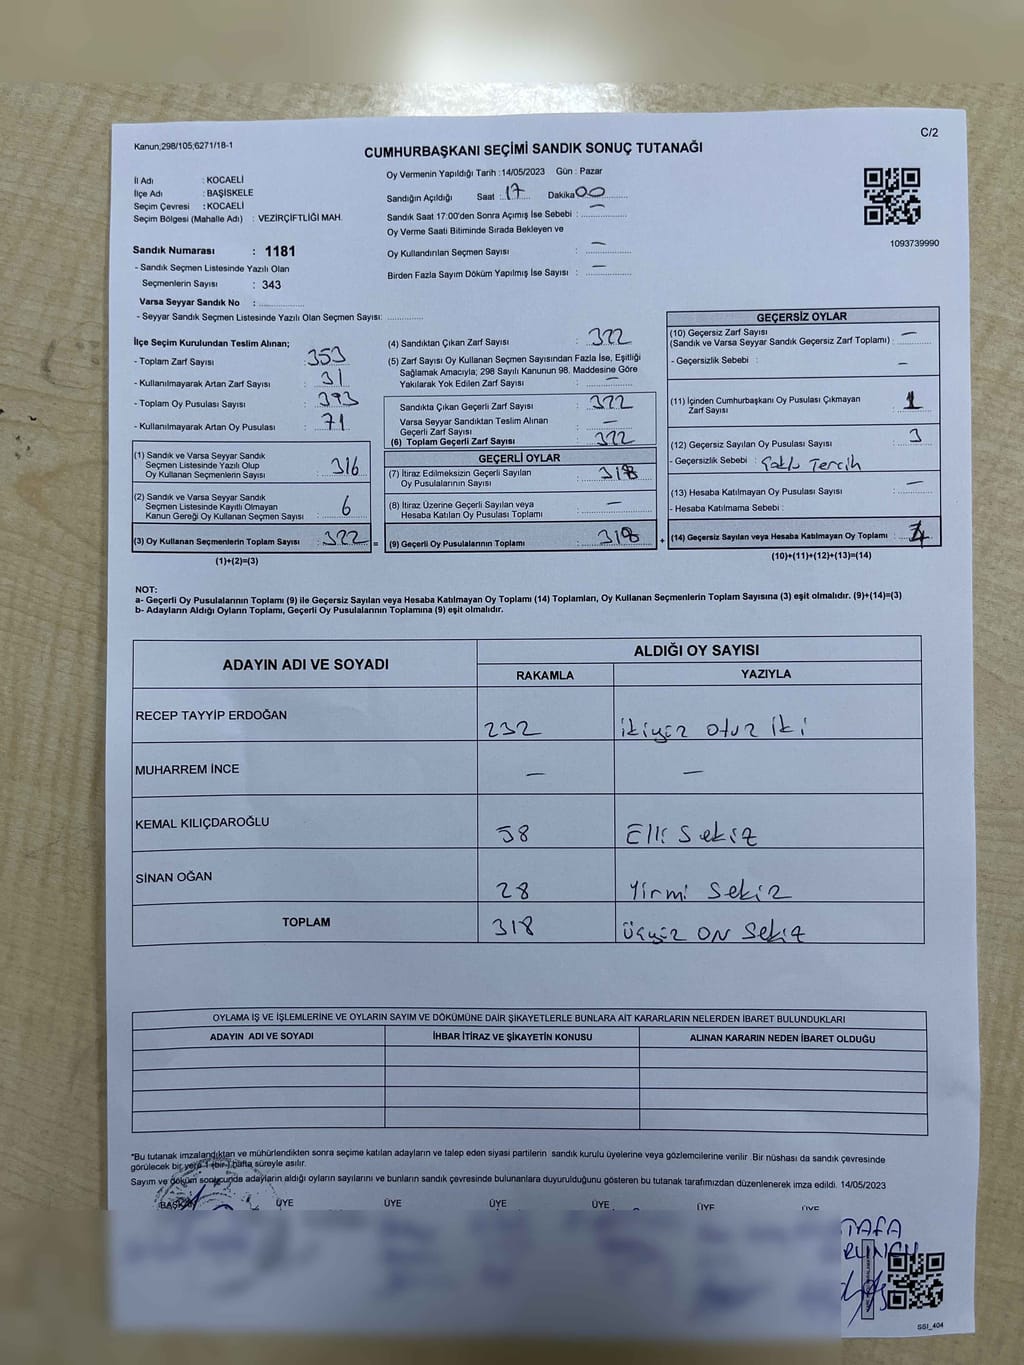 C/2
Kanun;298/105;6271/18-1
CUMHURBAŞKANI SEÇİMİ SANDIK SONUÇ TUTANAĞI
İl Adı : KOCAELİ
İlçe Adı : BAŞİSKELE
Seçim Çevresi : KOCAELİ
Seçim Bölgesi (Mahalle Adı) : VEZİRÇİFTLİĞİ MAH.
Sandık Numarası : 1181
- Sandık Seçmen Listesinde Yazılı Olan
Seçmenlerin Sayısı : 343
Varsa Seyyar Sandık No :
- Seyyar Sandık Seçmen Listesinde Yazılı Olan Seçmen Sayısı:
Oy Vermenin Yapıldığı Tarih :14/05/2023 Gün : Pazar
Sandığın Açıldığı Saat : 17 Dakika 00
Sandık Saat 17:00'den Sonra Açımış İse Sebebi : —
Oy Verme Saati Bitiminde Sırada Bekleyen ve
Oy Kullandırılan Seçmen Sayısı : —
Birden Fazla Sayım Döküm Yapılmış İse Sayısı : —
1093739990
İlçe Seçim Kurulundan Teslim Alınan;
- Toplam Zarf Sayısı : 353
- Kullanılmayarak Artan Zarf Sayısı : 31
- Toplam Oy Pusulası Sayısı : 393
- Kullanılmayarak Artan Oy Pusulası : 71
(1) Sandık ve Varsa Seyyar Sandık
Seçmen Listesinde Yazılı Olup
Oy Kullanan Seçmenlerin Sayısı : 316
(2) Sandık ve Varsa Seyyar Sandık
Seçmen Listesinde Kayıtlı Olmayan
Kanun Gereği Oy Kullanan Seçmen Sayısı : 6
(3) Oy Kullanan Seçmenlerin Toplam Sayısı : 322 =
(1)+(2)=(3)
(4) Sandıktan Çıkan Zarf Sayısı : 322
(5) Zarf Sayısı Oy Kullanan Seçmen Sayısından Fazla İse, Eşitliği
Sağlamak Amacıyla; 298 Sayılı Kanunun 98. Maddesine Göre
Yakılarak Yok Edilen Zarf Sayısı : —
Sandıkta Çıkan Geçerli Zarf Sayısı : 322
Varsa Seyyar Sandıktan Teslim Alınan
Geçerli Zarf Sayısı : —
(6) Toplam Geçerli Zarf Sayısı : 322
GEÇERLİ OYLAR
(7) İtiraz Edilmeksizin Geçerli Sayılan
Oy Pusulalarının Sayısı : 318
(8) İtiraz Üzerine Geçerli Sayılan veya
Hesaba Katılan Oy Pusulası Toplamı : —
(9) Geçerli Oy Pusulalarının Toplamı : 318 +
GEÇERSİZ OYLAR
(10) Geçersiz Zarf Sayısı
(Sandık ve Varsa Seyyar Sandık Geçersiz Zarf Toplamı) : —
- Geçersizlik Sebebi : —
(11) İçinden Cumhurbaşkanı Oy Pusulası Çıkmayan
Zarf Sayısı : 1
(12) Geçersiz Sayılan Oy Pusulası Sayısı : 3
- Geçersizlik Sebebi : Çoklu Tercih
(13) Hesaba Katılmayan Oy Pusulası Sayısı : —
- Hesaba Katılmama Sebebi :
(14) Geçersiz Sayılan veya Hesaba Katılmayan Oy Toplamı : 4
(10)+(11)+(12)+(13)=(14)
NOT:
a- Geçerli Oy Pusulalarının Toplamı (9) ile Geçersiz Sayılan veya Hesaba Katılmayan Oy Toplamı (14) Toplamları, Oy Kullanan Seçmenlerin Toplam Sayısına (3) eşit olmalıdır. (9)+(14)=(3)
b- Adayların Aldığı Oyların Toplamı, Geçerli Oy Pusulalarının Toplamına (9) eşit olmalıdır.
ADAYIN ADI VE SOYADI
ALDIĞI OY SAYISI
RAKAMLA YAZIYLA
RECEP TAYYİP ERDOĞAN 232 ikiyüz otuz iki
MUHARREM İNCE — —
KEMAL KILIÇDAROĞLU 58 Elli Sekiz
SİNAN OĞAN 28 Yirmi Sekiz
TOPLAM 318 Üçyüz ON Sekiz
OYLAMA İŞ VE İŞLEMLERİNE VE OYLARIN SAYIM VE DÖKÜMÜNE DAİR ŞİKAYETLERLE BUNLARA AİT KARARLARIN NELERDEN İBARET BULUNDUKLARI
ADAYIN ADI VE SOYADI İHBAR İTİRAZ VE ŞİKAYETİN KONUSU ALINAN KARARIN NEDEN İBARET OLDUĞU
*Bu tutanak imzalandıktan ve mühürlendikten sonra seçime katılan adayların ve talep eden siyasi partilerin sandık kurulu üyelerine veya gözlemcilerine verilir. Bir nüshası da sandık çevresinde
görülecek bir yere 1 (bir) hafta süreyle asılır.
Sayım ve döküm sonucunda adayların aldığı oyların sayılarını ve bunların sandık çevresinde bulunanlara duyurulduğunu gösteren bu tutanak tarafımızdan düzenlenerek imza edildi. 14/05/2023
BAŞKAN ÜYE ÜYE ÜYE ÜYE ÜYE ÜYE
TAFA
SSI_404